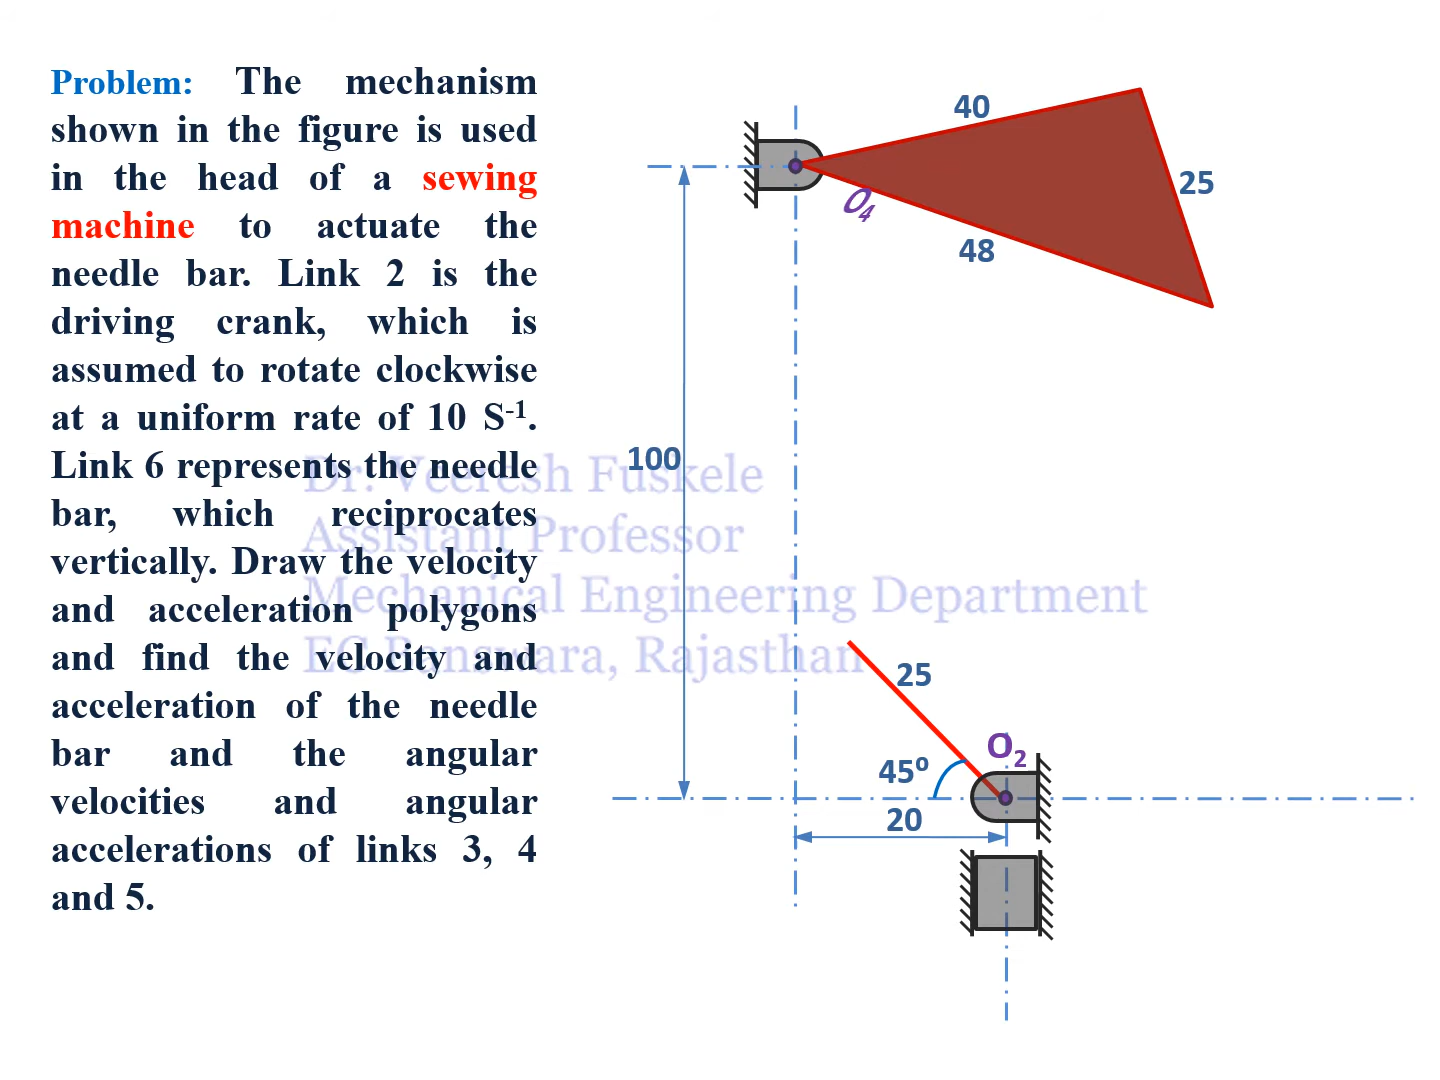 Problem: The mechanism
shown in the figure is used
in the head of a sewing
machine to actuate the
needle bar. Link 2 is the
driving crank, which is
assumed to rotate clockwise
at a uniform rate of 10 S-1.
Link 6 represents the needle
bar, which reciprocates
vertically. Draw the velocity
and acceleration polygons
and find the velocity and
acceleration of the needle
bar and the angular
velocities and angular
accelerations of links 3, 4
and 5.
Dr. Veeresh Fuskele
Assistant Professor
Mechanical Engineering Department
EC Banswara, Rajasthan
40
25
O4
48
100
25
O2
45º
20